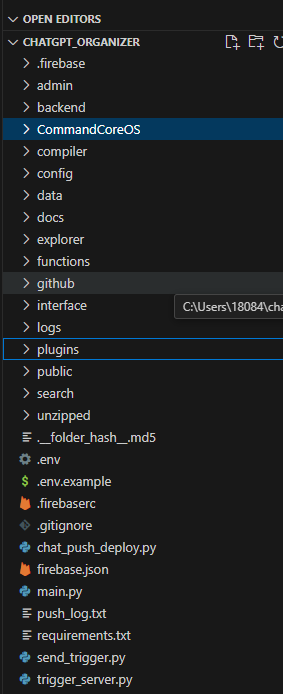 OPEN EDITORS
CHATGPT_ORGANIZER
.firebase
admin
backend
CommandCoreOS
compiler
config
data
docs
explorer
functions
github
interface
C:\Users\18084\cha
logs
plugins
public
search
unzipped
.__folder_hash__.md5
.env
.env.example
.firebaserc
.gitignore
chat_push_deploy.py
firebase.json
main.py
push_log.txt
requirements.txt
send_trigger.py
trigger_server.py